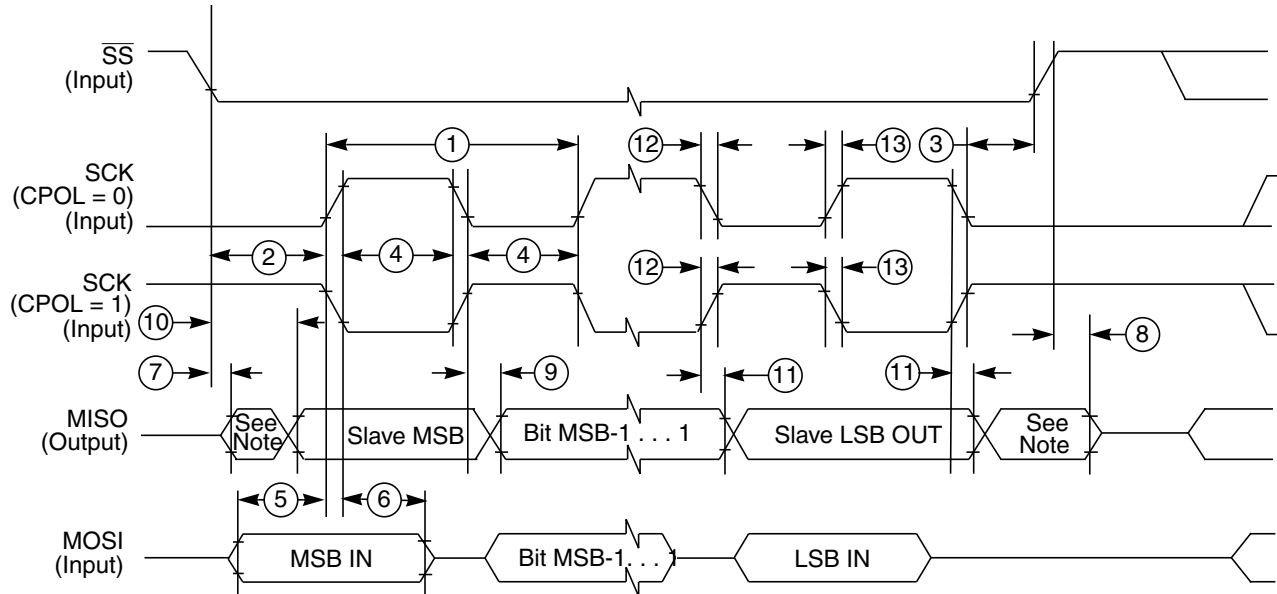 SS
(Input)
1
12
13
3
SCK
(CPOL = 0)
(Input)
2
4
4
12
13
SCK
(CPOL = 1)
(Input)
10
8
7
9
11
11
MISO
(Output)
See
Note
Slave MSB
Bit MSB-1 . . . 1
Slave LSB OUT
See
Note
5
6
MOSI
(Input)
MSB IN
Bit MSB-1. . . 1
LSB IN